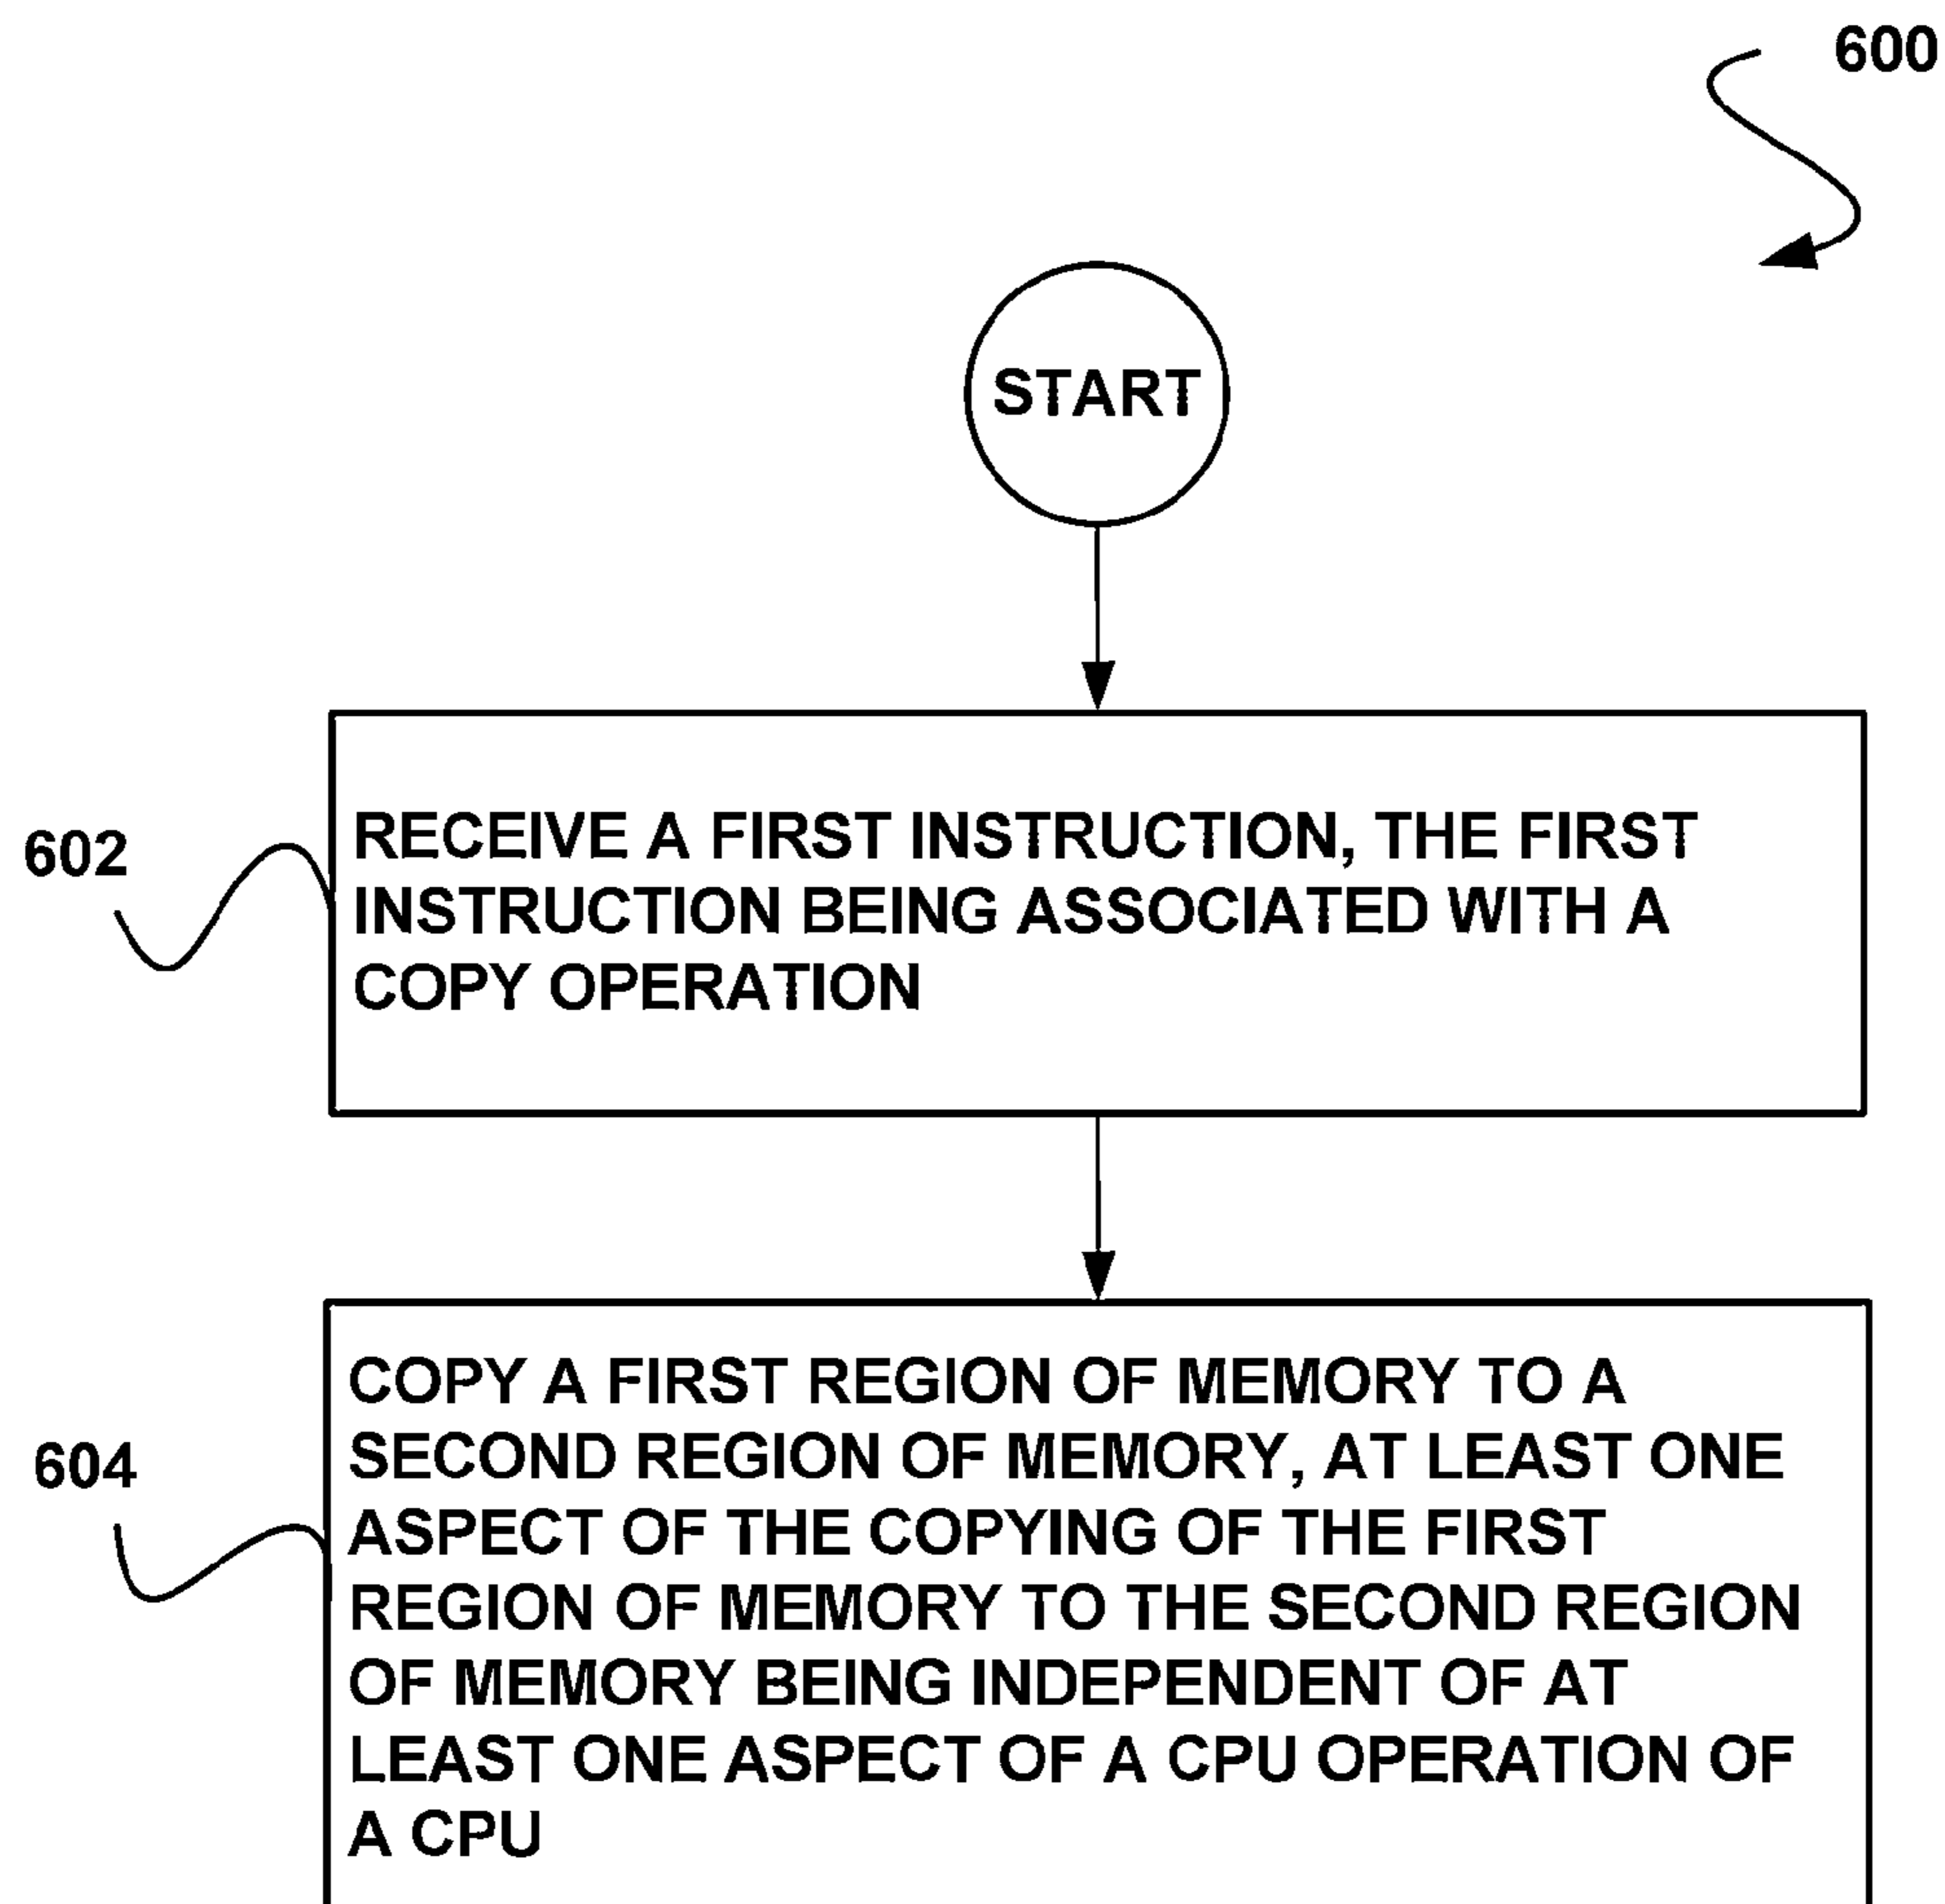 600
START
602
RECEIVE A FIRST INSTRUCTION, THE FIRST
INSTRUCTION BEING ASSOCIATED WITH A
COPY OPERATION
604
COPY A FIRST REGION OF MEMORY TO A
SECOND REGION OF MEMORY, AT LEAST ONE
ASPECT OF THE COPYING OF THE FIRST
REGION OF MEMORY TO THE SECOND REGION
OF MEMORY BEING INDEPENDENT OF AT
LEAST ONE ASPECT OF A CPU OPERATION OF
A CPU